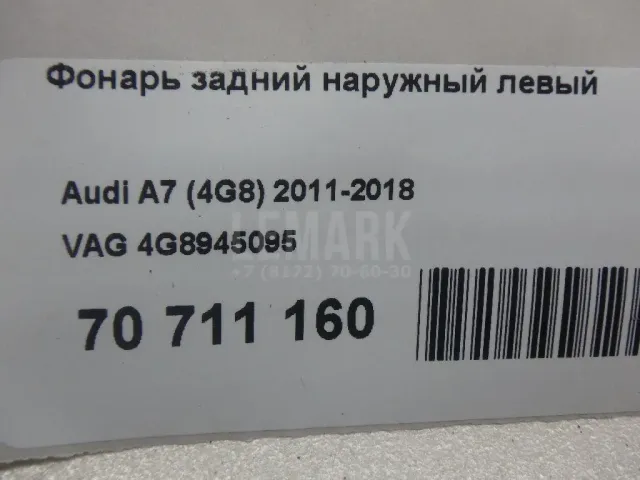 Фонарь задний наружный левый
Audi A7 (4G8) 2011-2018
LEMARK
VAG 4G8945095
+7 (8172) 70-60-30
70 711 160